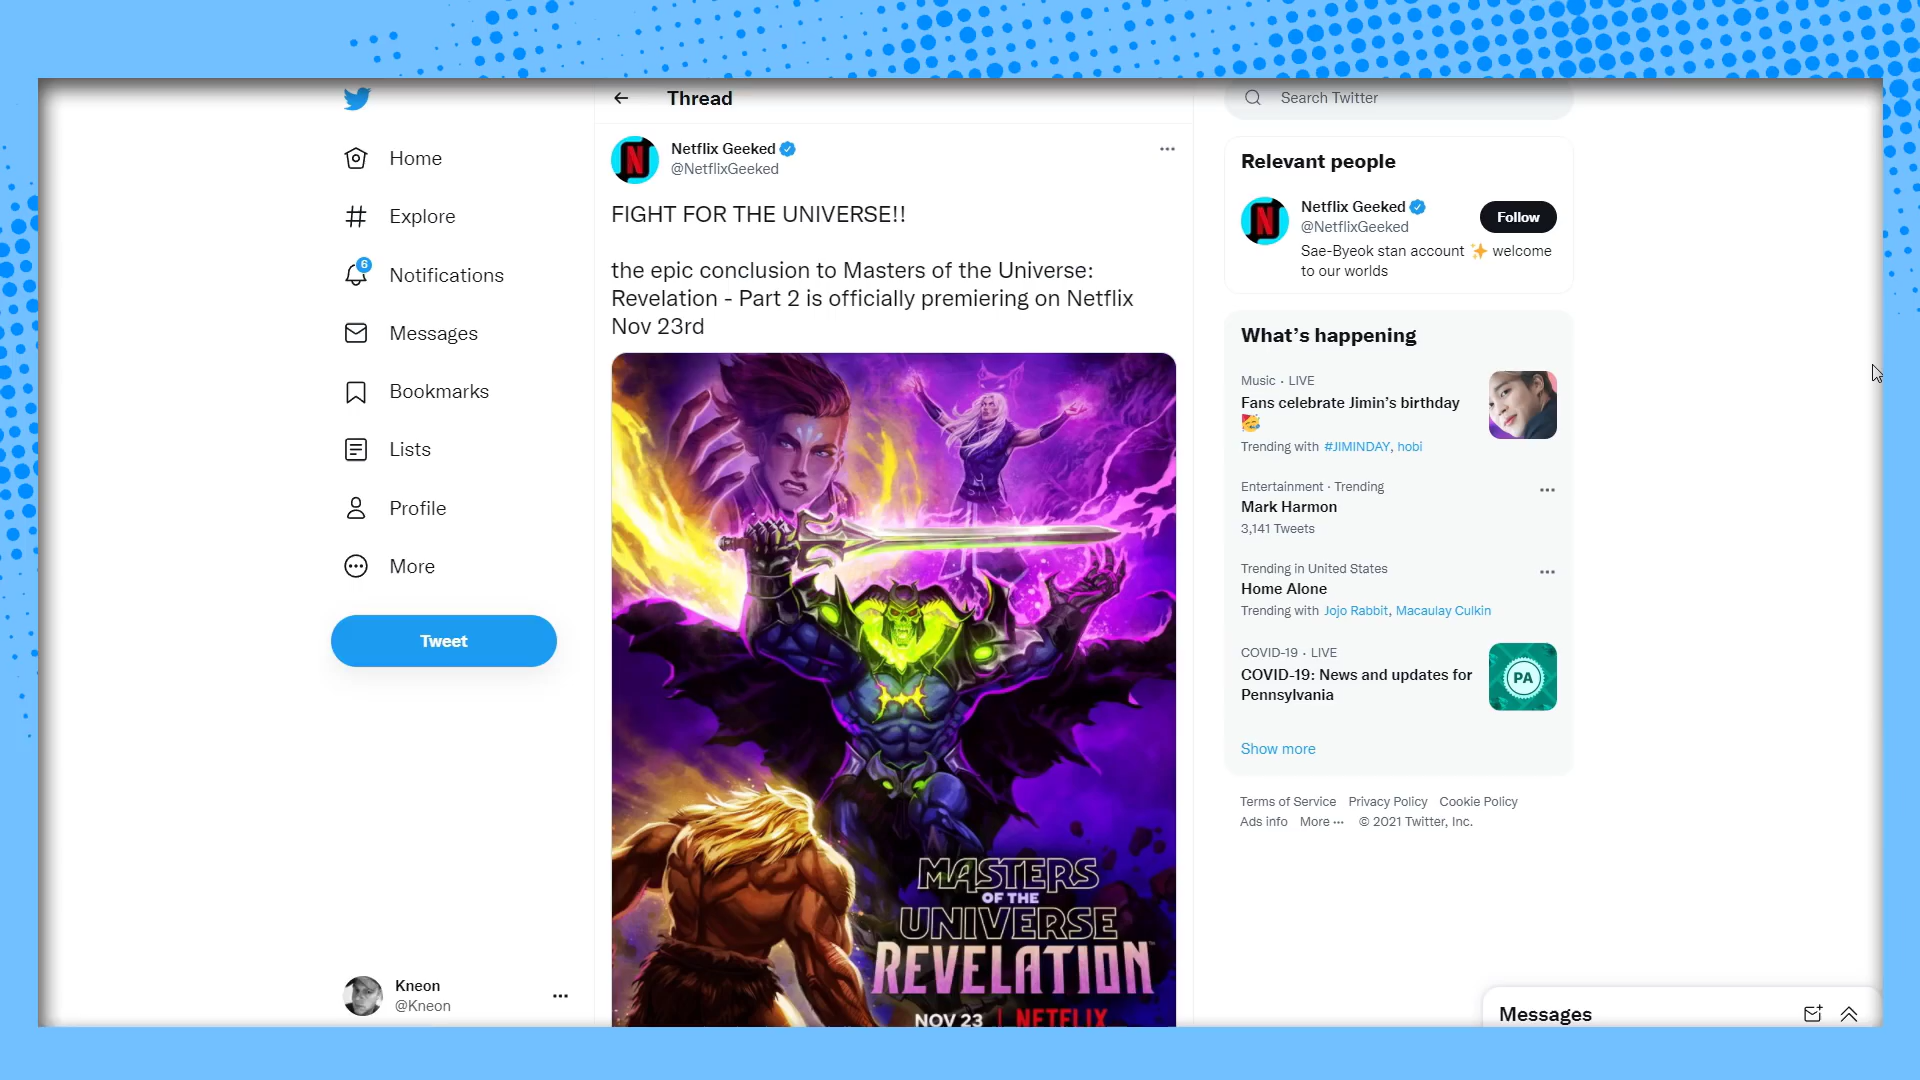 Home
Explore
6
Notifications
Messages
Bookmarks
Lists
Profile
More
Tweet
Kneon
@Kneon
Thread
Netflix Geeked
@NetflixGeeked
FIGHT FOR THE UNIVERSE!!
the epic conclusion to Masters of the Universe:
Revelation - Part 2 is officially premiering on Netflix
Nov 23rd
MASTERS
OF THE
UNIVERSE
REVELATION
NOV 23 | NETFLIX
Search Twitter
Relevant people
N
Netflix Geeked
@NetflixGeeked
Follow
Sae-Byeok stan account ✨ welcome
to our worlds
What's happening
Music · LIVE
Fans celebrate Jimin's birthday
🥳
Trending with #JIMINDAY, hobi
Entertainment · Trending
Mark Harmon
3,141 Tweets
Trending in United States
Home Alone
Trending with Jojo Rabbit, Macaulay Culkin
COVID-19 · LIVE
COVID-19: News and updates for
Pennsylvania
PA
Show more
Terms of Service Privacy Policy Cookie Policy
Ads info More ··· © 2021 Twitter, Inc.
Messages